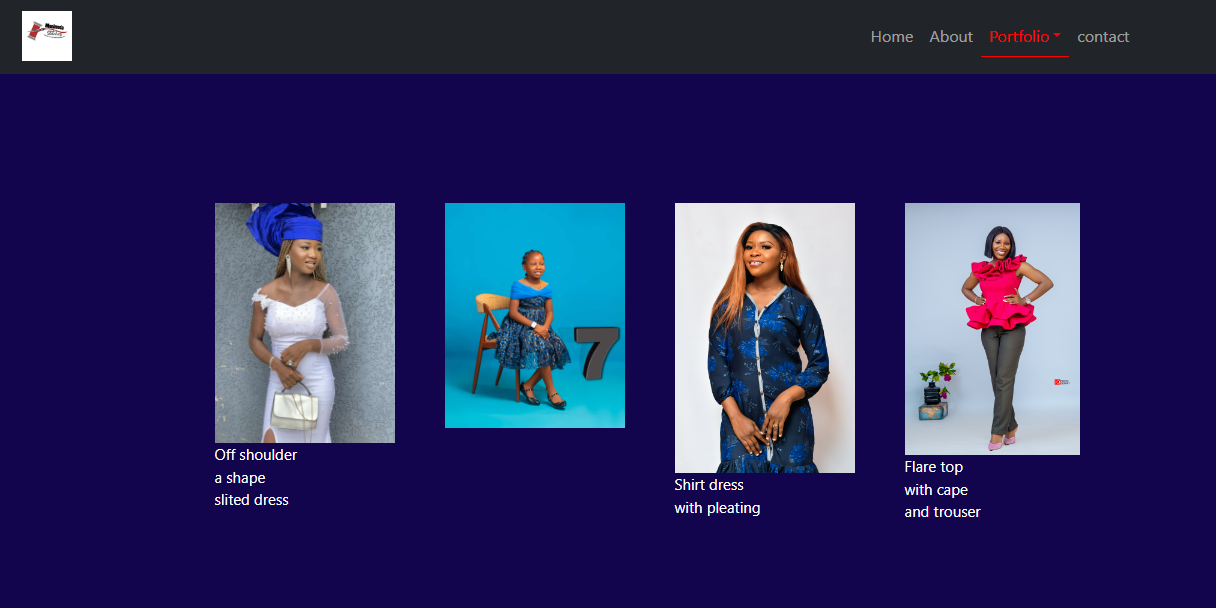 Home About Portfolio contact
7
Off shoulder
a shape
slited dress
Shirt dress
with pleating
Flare top
with cape
and trouser